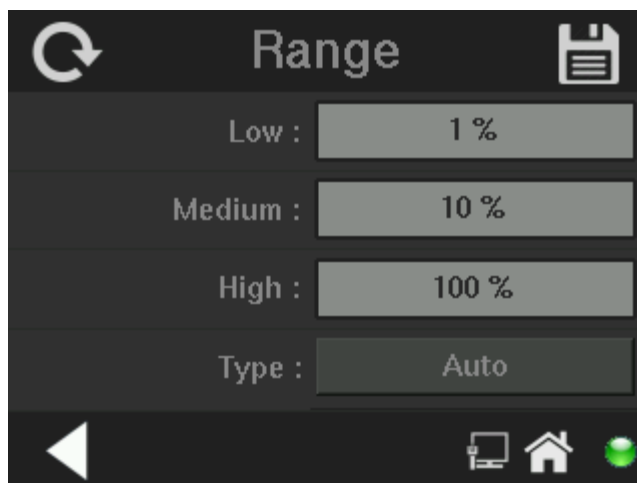 Range
Low : 1 %
Medium : 10 %
High : 100 %
Type : Auto